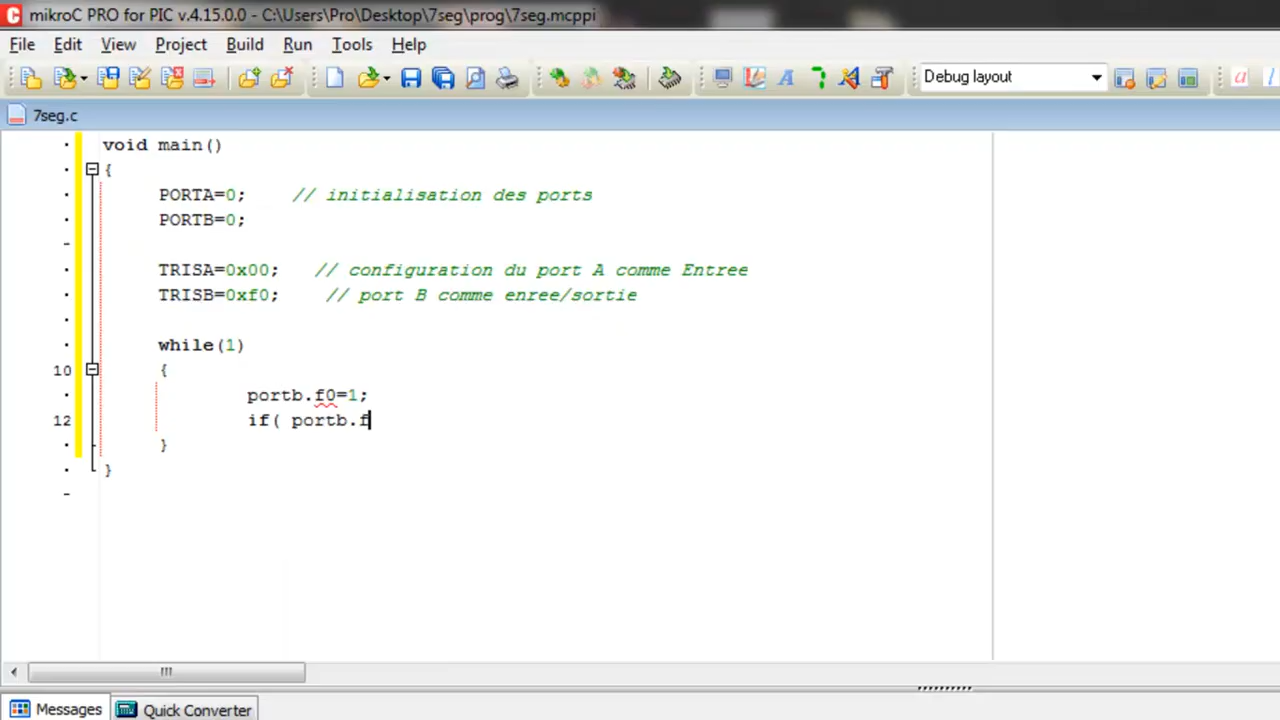 mikroC PRO for PIC v.4.15.0.0 - C:\Users\Pro\Desktop\7seg\prog\7seg.mcppi
File Edit View Project Build Run Tools Help
Debug layout
7seg.c
void main()
{
PORTA=0; // initialisation des ports
PORTB=0;
TRISA=0x00; // configuration du port A comme Entree
TRISB=0xf0; // port B comme enree/sortie
while(1)
10 {
portb.f0=1;
12 if( portb.f
}
}
Messages Quick Converter